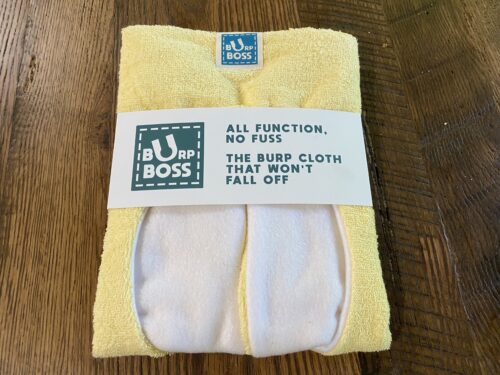 BURP
BOSS
BURP
BOSS
ALL FUNCTION,
NO FUSS
THE BURP CLOTH
THAT WON'T
FALL OFF